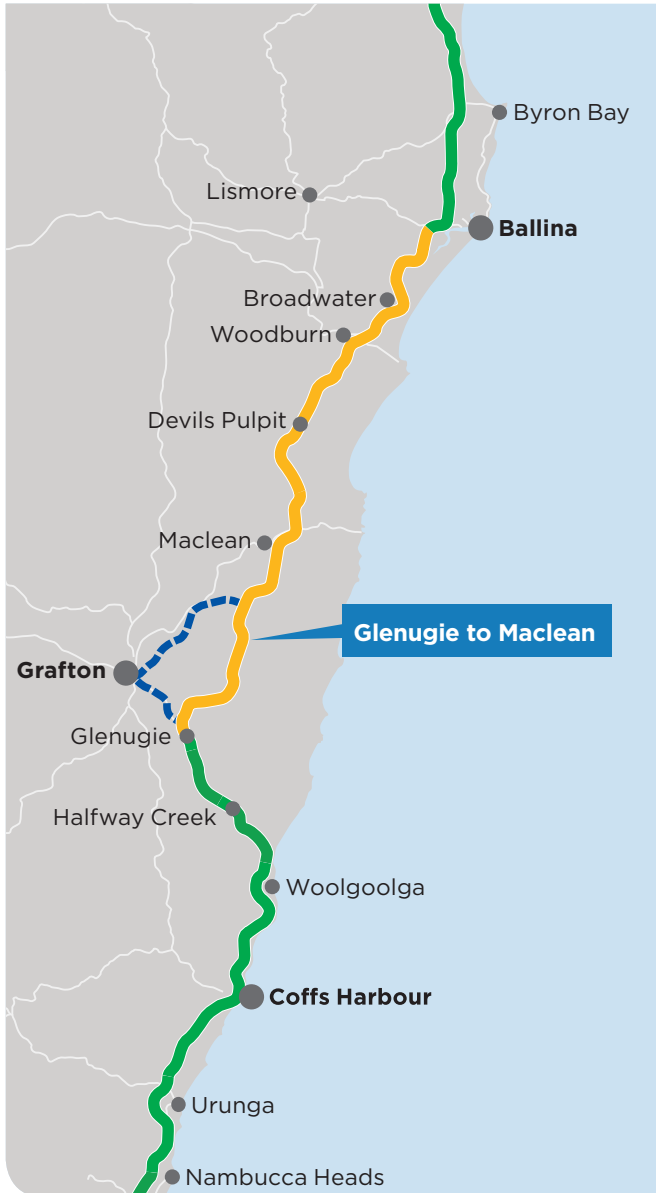 Byron Bay
Lismore
Ballina
Broadwater
Woodburn
Devils Pulpit
Maclean
Glenugie to Maclean
Grafton
Glenugie
Halfway Creek
Woolgoolga
Coffs Harbour
Urunga
Nambucca Heads